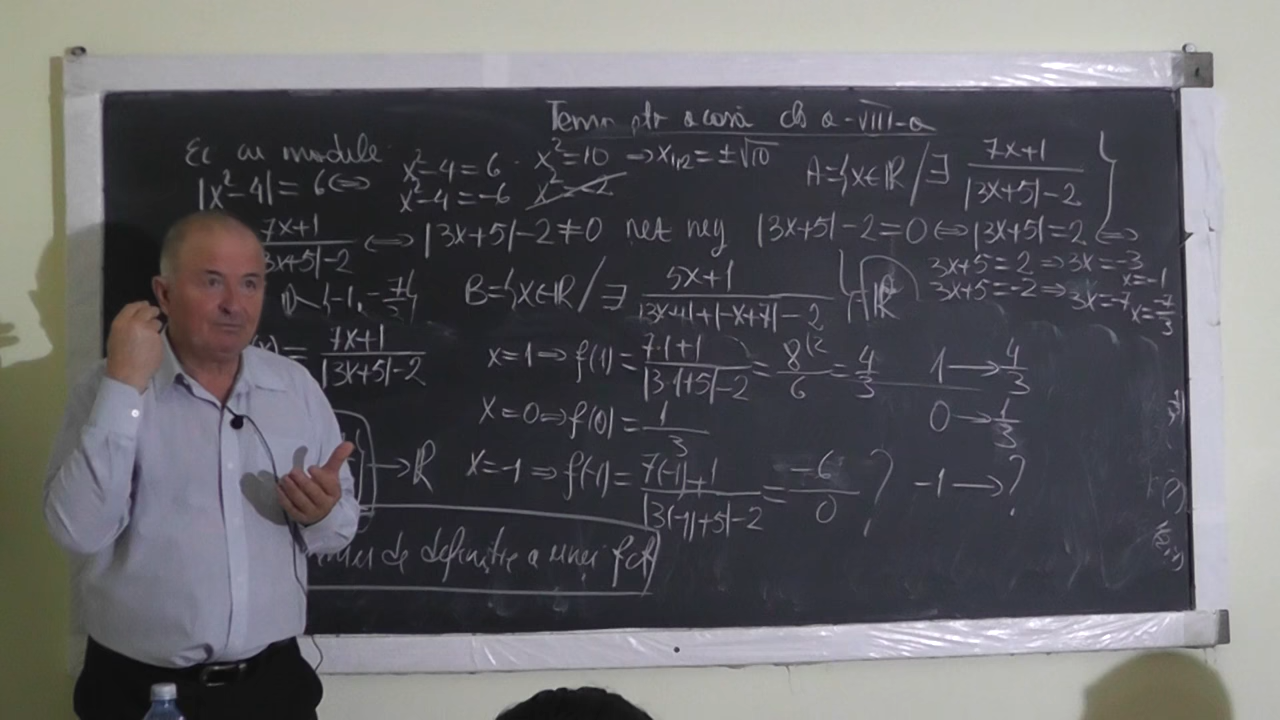 Tema ptr acasă cls a-VIII-a
Ec cu module
|x²-4| = 6 ⇔ x²-4=6 x²=10 ⇒ x₁,₂=±√10
x²-4=-6 x²=-2
A={x∈ℝ/∃ (7x+1)/(|3x+5|-2)}
(7x+1)/(3x+5|-2) ⇔ |3x+5|-2≠0 |3x+5|-2=0 ⇔ |3x+5|=2 ⇔
3x+5=2 ⇒ 3x=-3 x=-1
3x+5=-2 ⇒ 3x=-7 x=-7/3
\{-1,-7/3}
B={x∈ℝ/∃ (5x+1)/(|3x+4|+|-x+7|-2)} ℝ
= (7x+1)/(|3x+5|-2)
x=1 ⇒ f(1)= (7·1+1)/(|3·1+5|-2) = 8/6 = 4/3 1→4/3
x=0 ⇒ f(0)= 1/3 0→1/3
→ℝ x=-1 ⇒ f(-1)= (7(-1)+1)/(|3(-1)+5|-2) = -6/0 ? -1→?
de definiție a unei fct